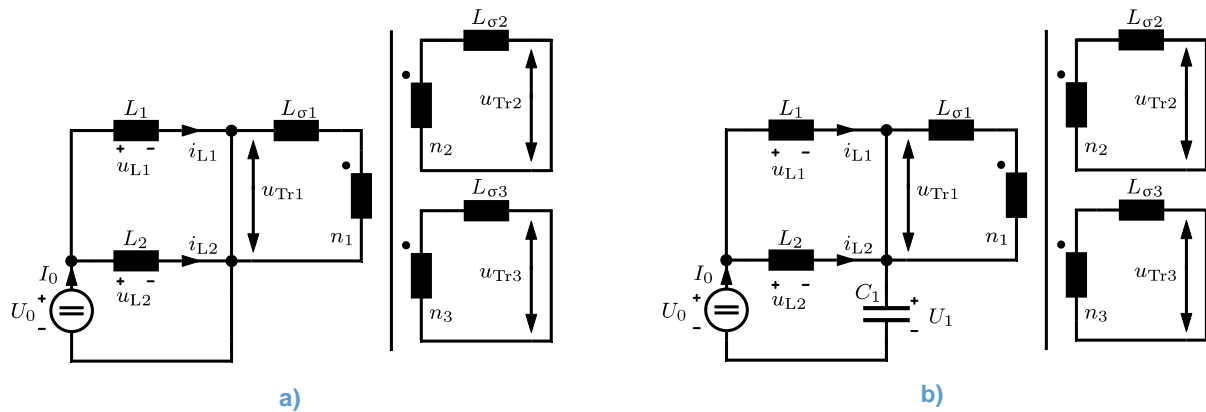 L1
iL1
uL1
Lσ1
uTr1
n1
L2
iL2
uL2
I0
U0
Lσ2
uTr2
n2
Lσ3
uTr3
n3
a)
L1
iL1
uL1
Lσ1
uTr1
n1
L2
iL2
uL2
I0
U0
C1
U1
Lσ2
uTr2
n2
Lσ3
uTr3
n3
b)